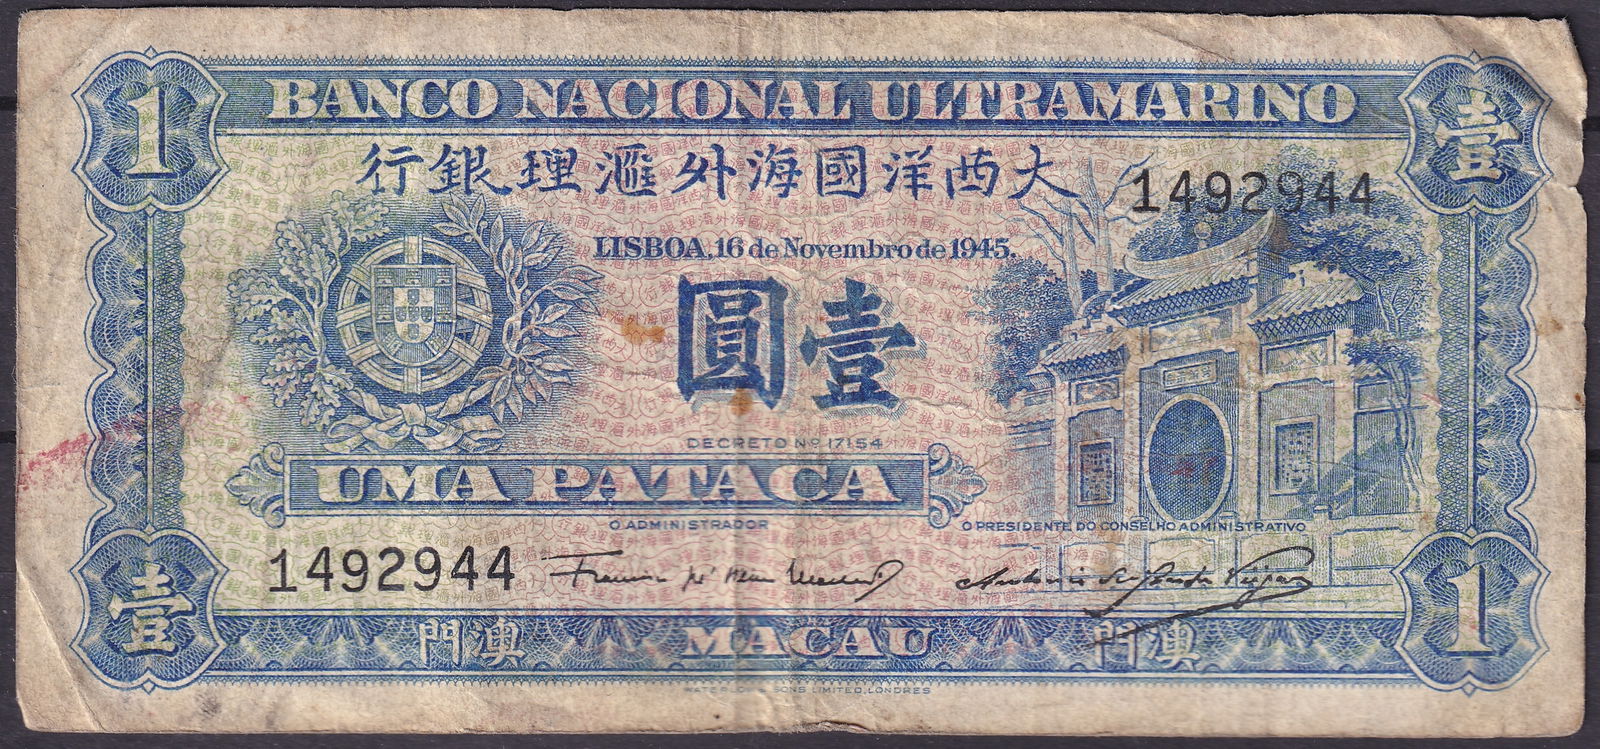 1
BANCO NACIONAL ULTRAMARINO
壹
大西洋國海外滙理銀行
1492944
LISBOA, 16 de Novembro de 1945.
壹圓
DECRETO Nº 17154
UMA PATACA
O ADMINISTRADOR
O PRESIDENTE DO CONSELHO ADMINISTRATIVO
1492944
壹
澳門
MACAU
澳門
1
WATERLOW & SONS LIMITED, LONDRES